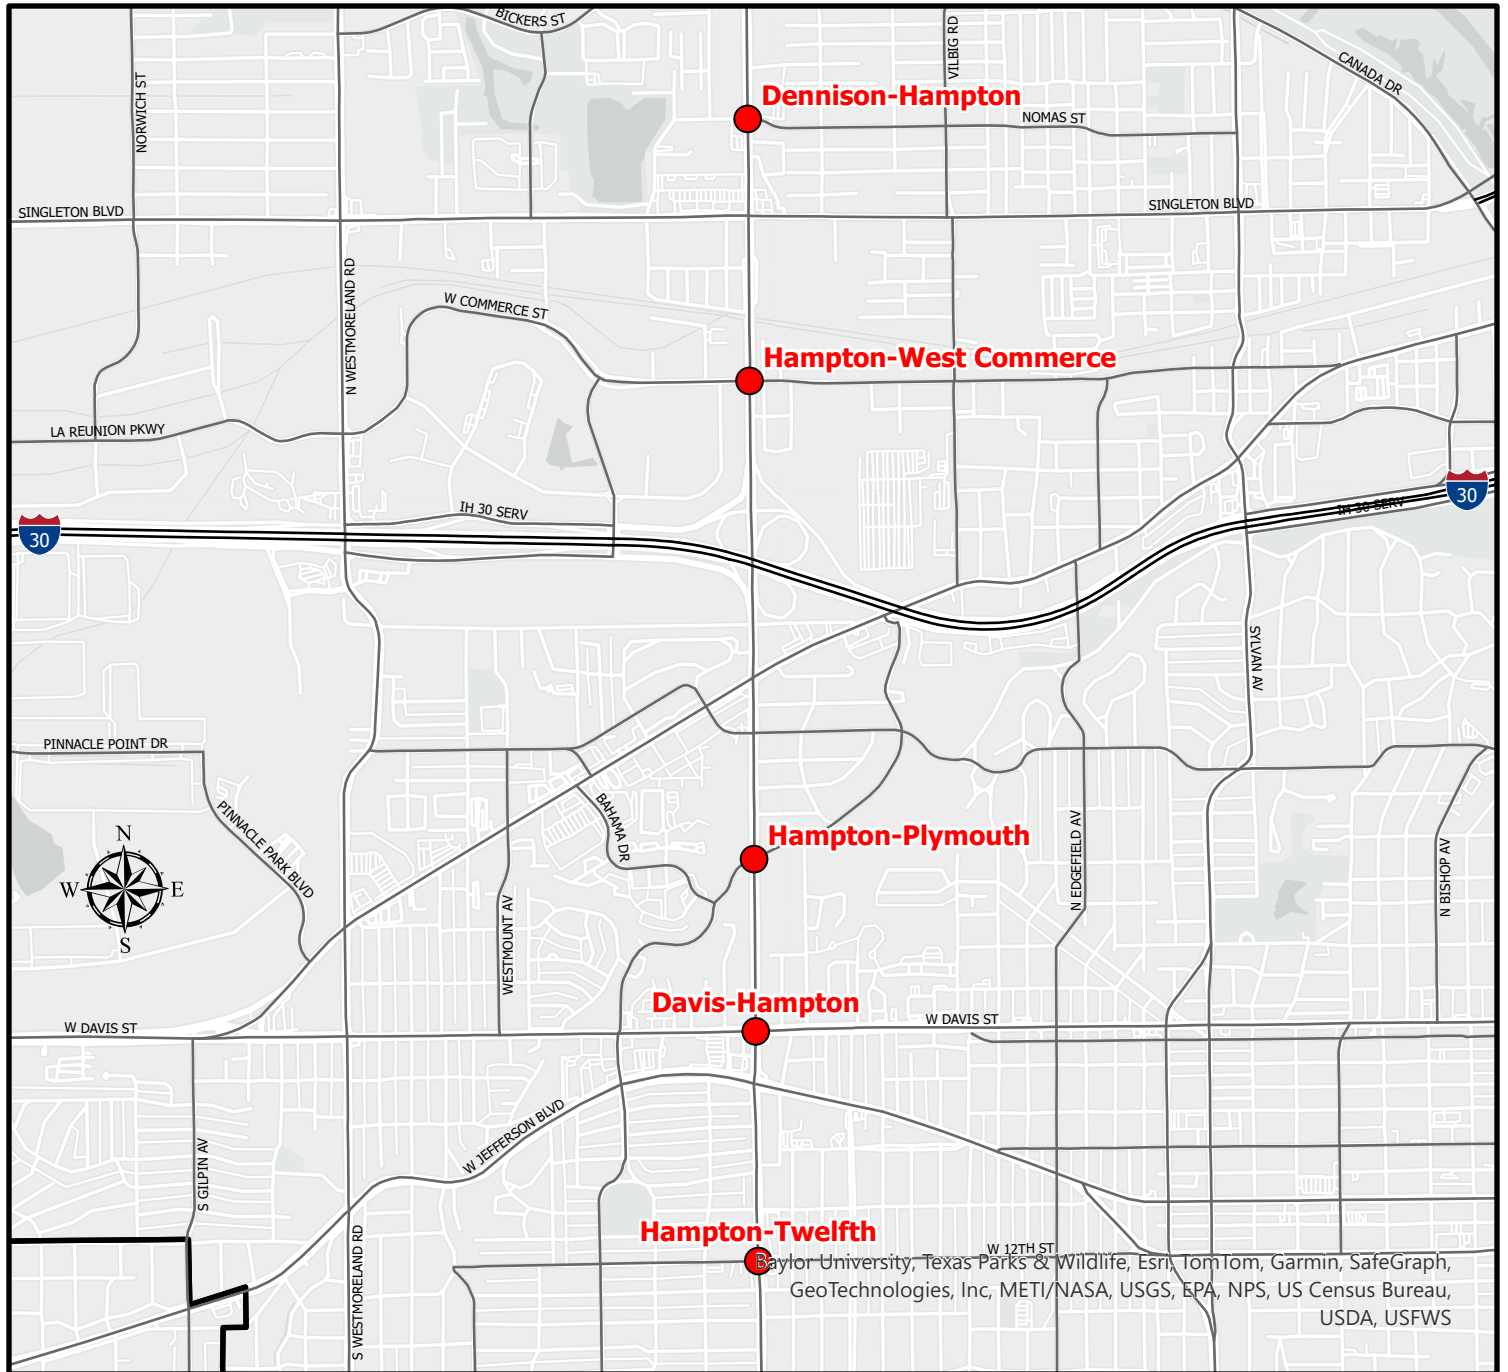 BICKERS ST
VILBIG RD
CANADA DR
NORWICH ST
Dennison-Hampton
NOMAS ST
SINGLETON BLVD
SINGLETON BLVD
N WESTMORELAND RD
W COMMERCE ST
Hampton-West Commerce
LA REUNION PKWY
IH 30 SERV
IH 30 SERV
30
30
SYLVAN AV
PINNACLE POINT DR
PINNACLE PARK BLVD
BAHAMA DR
Hampton-Plymouth
N EDGEFIELD AV
N BISHOP AV
N
W
E
S
WESTMOUNT AV
Davis-Hampton
W DAVIS ST
W DAVIS ST
W JEFFERSON BLVD
S GILPIN AV
S WESTMORELAND RD
Hampton-Twelfth
W 12TH ST
Baylor University, Texas Parks & Wildlife, Esri, TomTom, Garmin, SafeGraph,
GeoTechnologies, Inc, METI/NASA, USGS, EPA, NPS, US Census Bureau,
USDA, USFWS